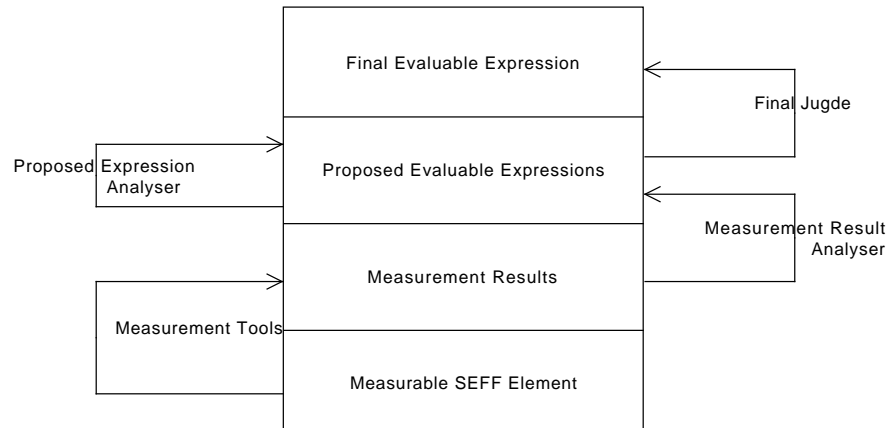 Final Evaluable Expression
Final Jugde
Proposed Expression
Analyser
Proposed Evaluable Expressions
Measurement Result
Analyser
Measurement Results
Measurement Tools
Measurable SEFF Element